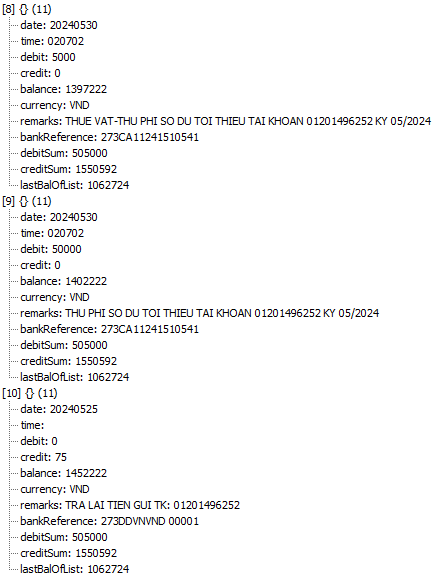 [8] {} (11)
date: 20240530
time: 020702
debit: 5000
credit: 0
balance: 1397222
currency: VND
remarks: THUE VAT-THU PHI SO DU TOI THIEU TAI KHOAN 01201496252 KY 05/2024
bankReference: 273CA11241510541
debitSum: 505000
creditSum: 1550592
lastBalOfList: 1062724
[9] {} (11)
date: 20240530
time: 020702
debit: 50000
credit: 0
balance: 1402222
currency: VND
remarks: THU PHI SO DU TOI THIEU TAI KHOAN 01201496252 KY 05/2024
bankReference: 273CA11241510541
debitSum: 505000
creditSum: 1550592
lastBalOfList: 1062724
[10] {} (11)
date: 20240525
time:
debit: 0
credit: 75
balance: 1452222
currency: VND
remarks: TRA LAI TIEN GUI TK: 01201496252
bankReference: 273DDVNVND 00001
debitSum: 505000
creditSum: 1550592
lastBalOfList: 1062724